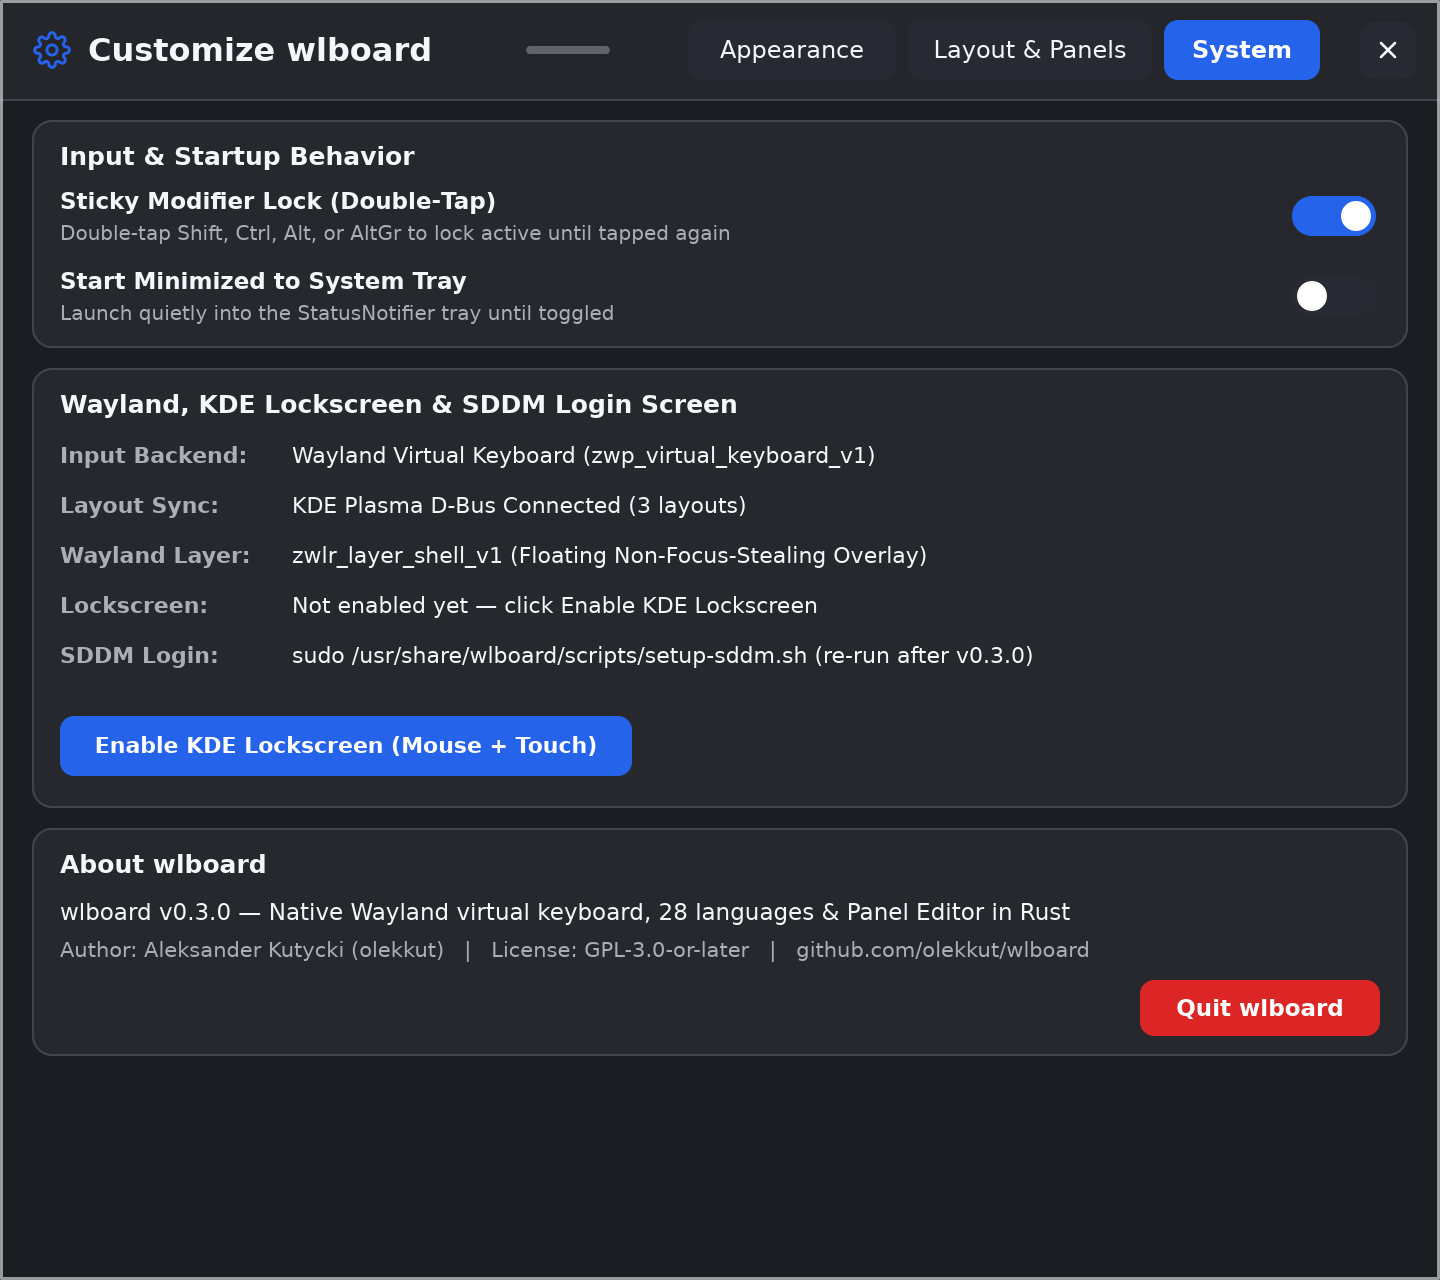 Customize wlboard
Appearance
Layout & Panels
System
Input & Startup Behavior
Sticky Modifier Lock (Double-Tap)
Double-tap Shift, Ctrl, Alt, or AltGr to lock active until tapped again
Start Minimized to System Tray
Launch quietly into the StatusNotifier tray until toggled
Wayland, KDE Lockscreen & SDDM Login Screen
Input Backend: Wayland Virtual Keyboard (zwp_virtual_keyboard_v1)
Layout Sync: KDE Plasma D-Bus Connected (3 layouts)
Wayland Layer: zwlr_layer_shell_v1 (Floating Non-Focus-Stealing Overlay)
Lockscreen: Not enabled yet — click Enable KDE Lockscreen
SDDM Login: sudo /usr/share/wlboard/scripts/setup-sddm.sh (re-run after v0.3.0)
Enable KDE Lockscreen (Mouse + Touch)
About wlboard
wlboard v0.3.0 — Native Wayland virtual keyboard, 28 languages & Panel Editor in Rust
Author: Aleksander Kutycki (olekkut) | License: GPL-3.0-or-later | github.com/olekkut/wlboard
Quit wlboard